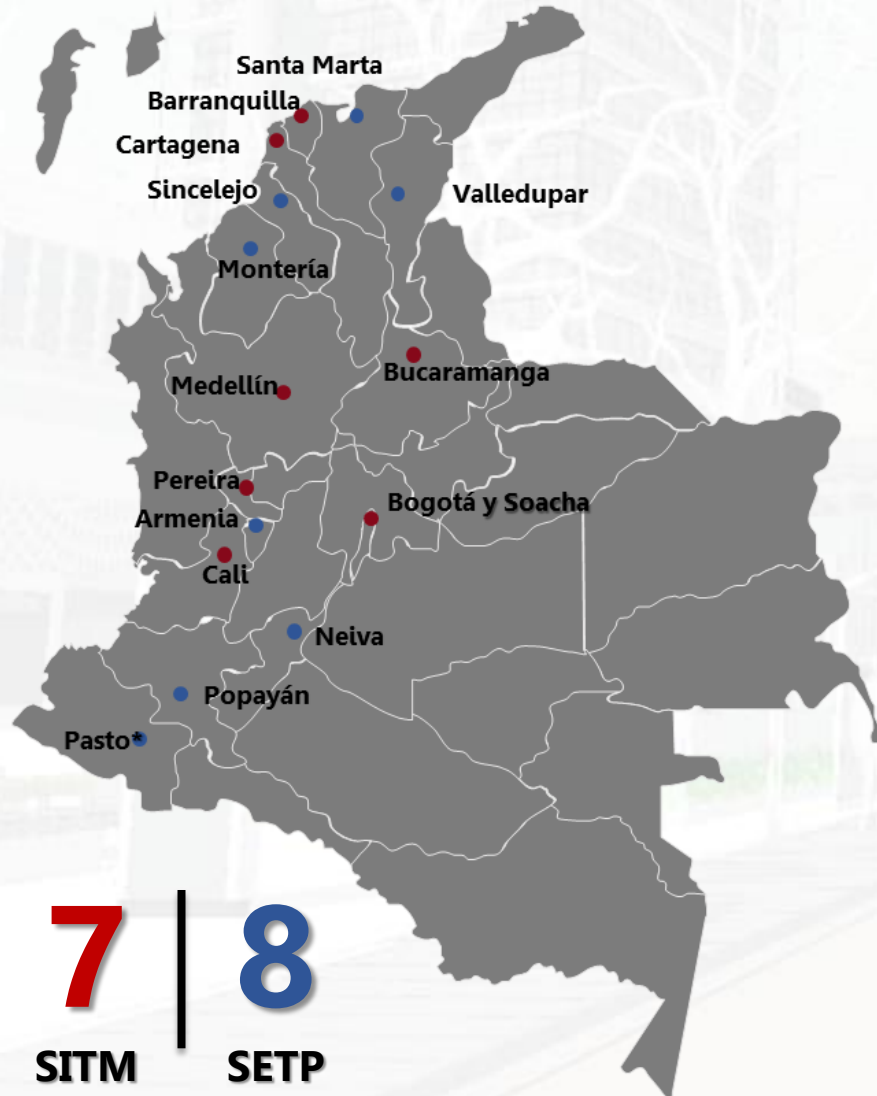 Santa Marta
Barranquilla
Cartagena
Sincelejo
Valledupar
Montería
Bucaramanga
Medellín
Pereira
Bogotá y Soacha
Armenia
Cali
Neiva
Popayán
Pasto*
7 8
SITM SETP